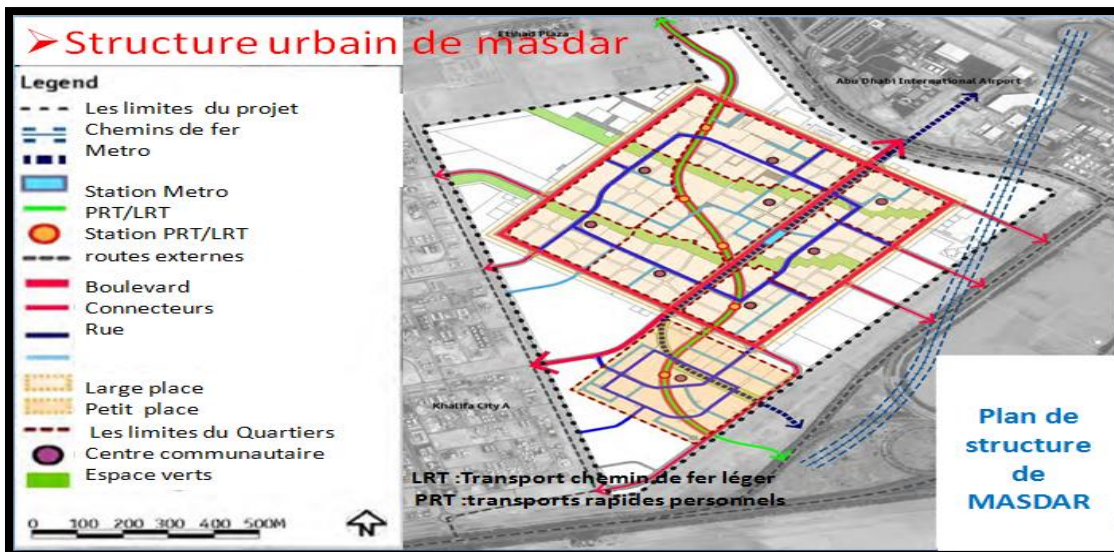 ➤Structure urbain de masdar
Etihad Plaza
Abu Dhabi International Airport
Legend
Les limites du projet
Chemins de fer
Metro
Station Metro
PRT/LRT
Station PRT/LRT
routes externes
Boulevard
Connecteurs
Rue
Large place
Petit place
Les limites du Quartiers
Centre communautaire
Espace verts
0 100 200 300 400 500M
N
Khalifa City A
LRT :Transport chemin de fer léger
PRT :transports rapides personnels
Plan de
structure
de
MASDAR